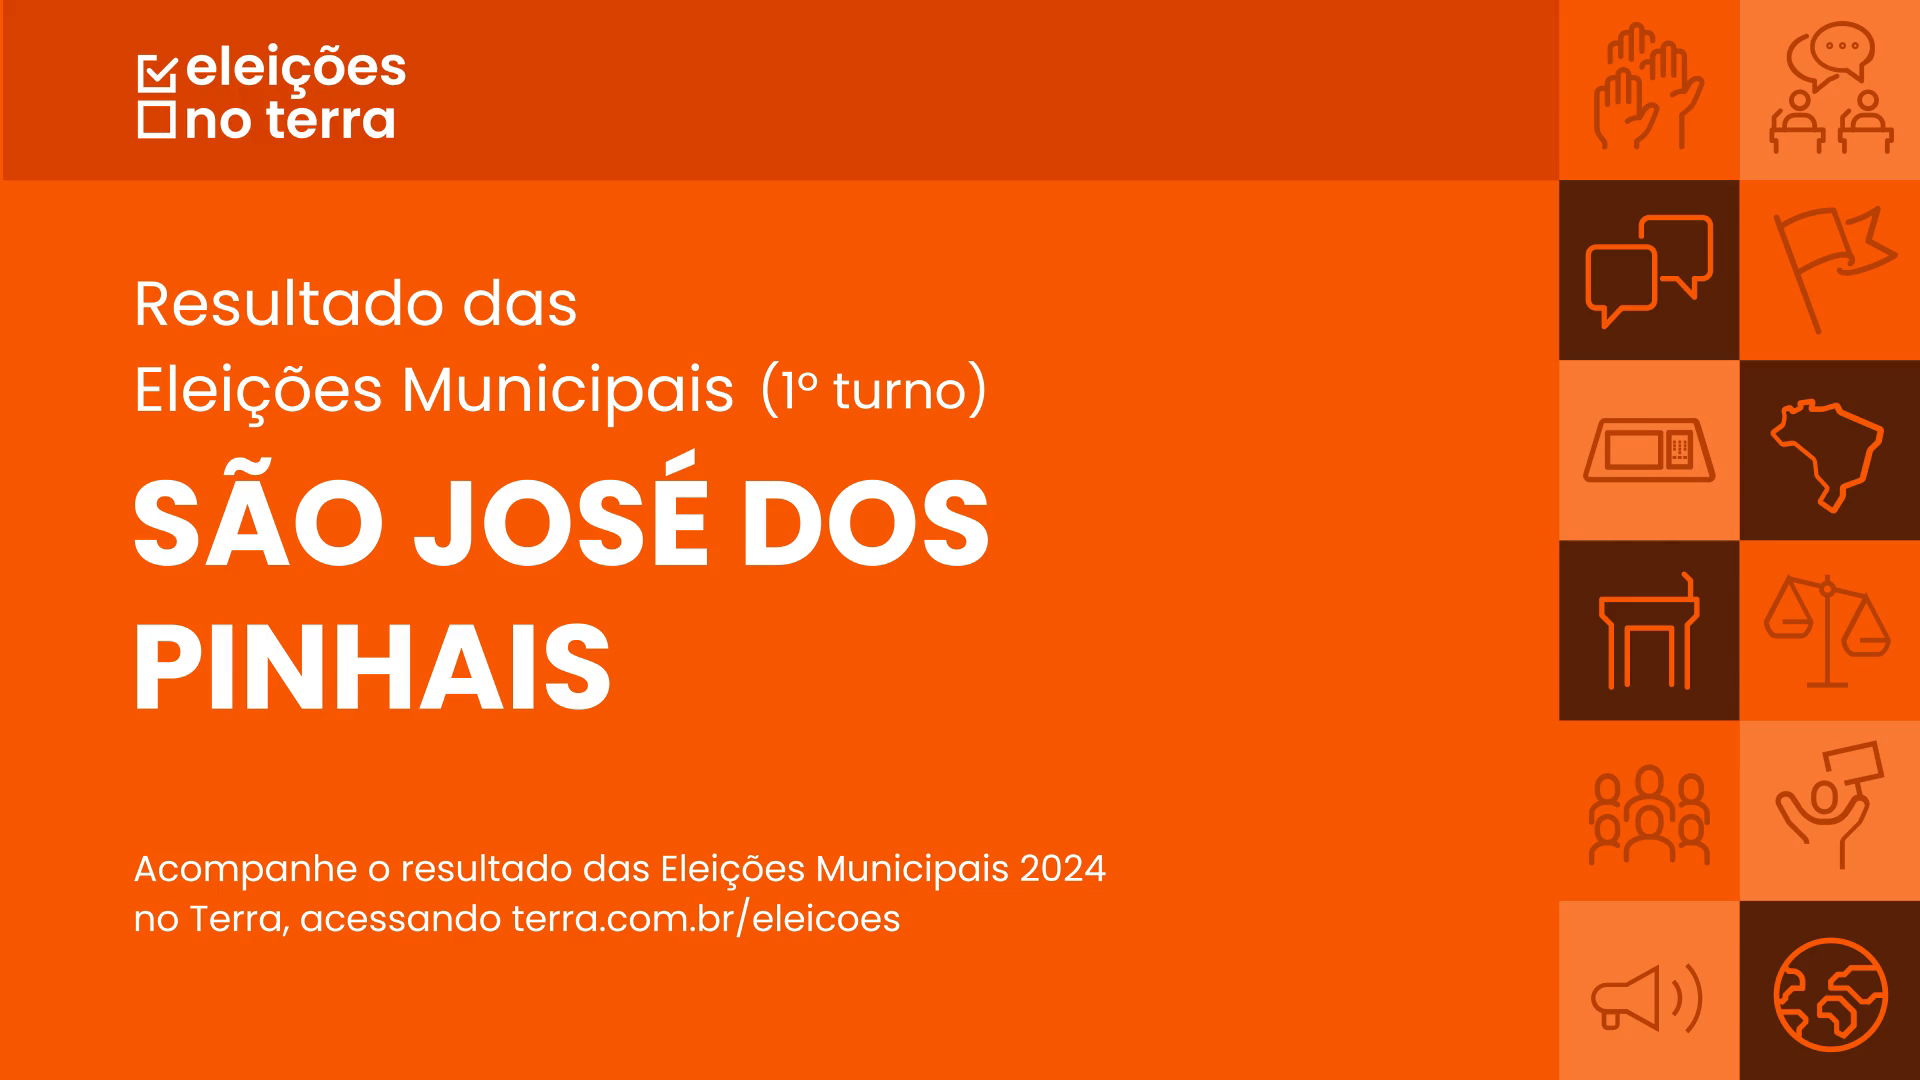 eleições
no terra
Resultado das
Eleições Municipais (1º turno)
SÃO JOSÉ DOS
PINHAIS
Acompanhe o resultado das Eleições Municipais 2024
no Terra, acessando terra.com.br/eleicoes